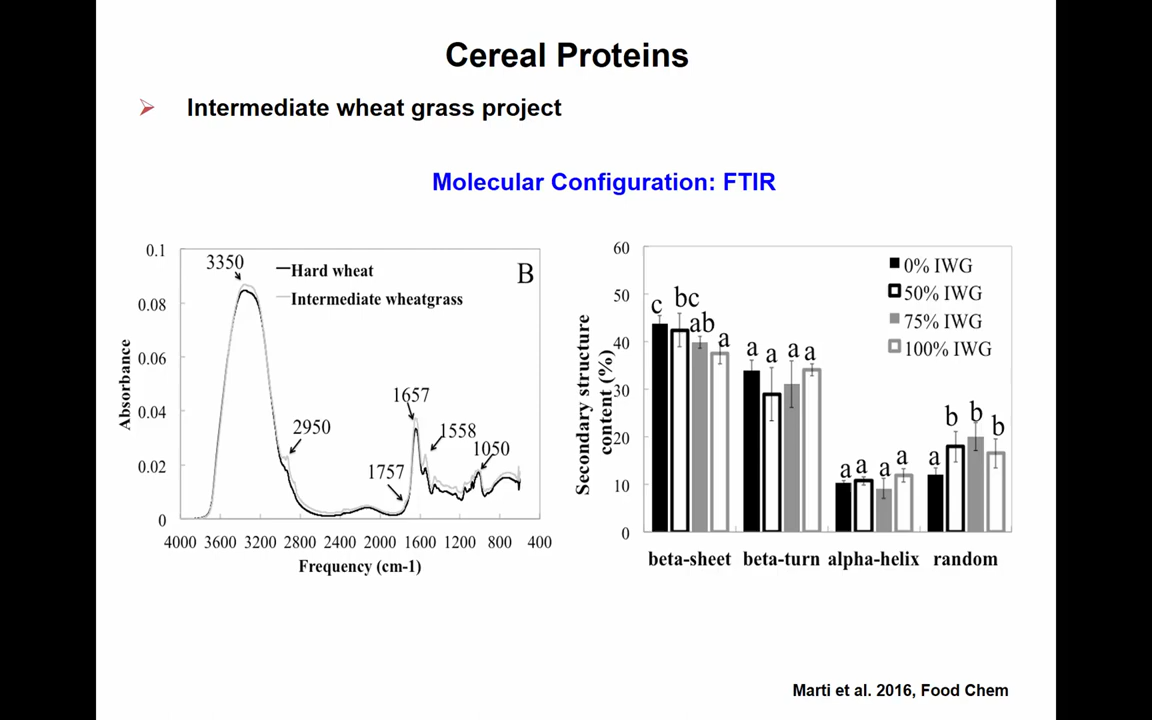 Cereal Proteins
Intermediate wheat grass project
Molecular Configuration: FTIR
0.1
0.08
0.06
0.04
0.02
0
Absorbance
3350
Hard wheat
Intermediate wheatgrass
B
2950
1657
1558
1757
1050
4000 3600 3200 2800 2400 2000 1600 1200 800 400
Frequency (cm-1)
60
50
40
30
20
10
0
Secondary structure
content (%)
0% IWG
50% IWG
75% IWG
100% IWG
c bc ab a
a a a a
a a a a
a b b b
beta-sheet beta-turn alpha-helix random
Marti et al. 2016, Food Chem